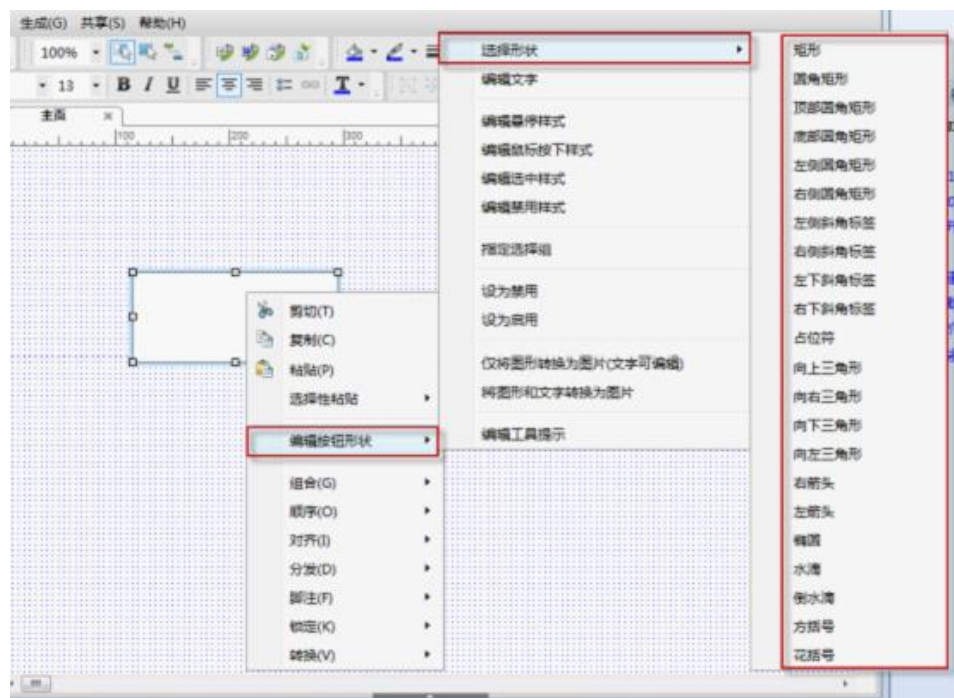 生成(G) 共享(S) 帮助(H)
100%
13 B I U
主页
100 200 300
剪切(T)
复制(C)
粘贴(P)
选择性粘贴
编辑按钮形状
组合(G)
顺序(O)
对齐(I)
分发(D)
脚注(F)
锁定(K)
转换(V)
选择形状
编辑文字
编辑悬停样式
编辑鼠标按下样式
编辑选中样式
编辑禁用样式
指定选择组
设为禁用
设为启用
仅将图形转换为图片(文字可编辑)
将图形和文字转换为图片
编辑工具提示
矩形
圆角矩形
顶部圆角矩形
底部圆角矩形
左侧圆角矩形
右侧圆角矩形
左侧斜角标签
右侧斜角标签
左下斜角标签
右下斜角标签
占位符
向上三角形
向右三角形
向下三角形
向左三角形
右箭头
左箭头
椭圆
水滴
倒水滴
方括号
花括号